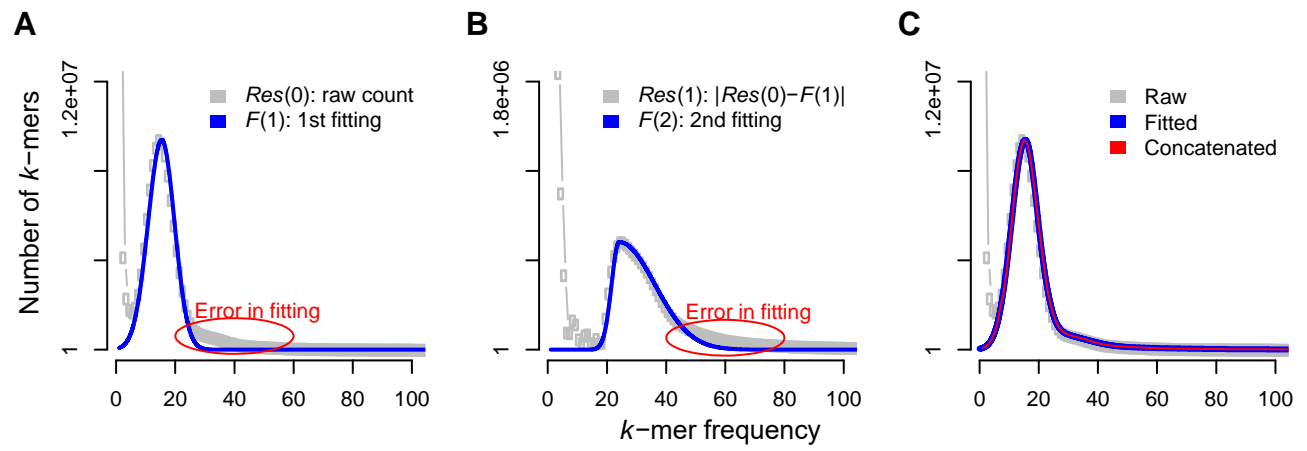 A
Number of k−mers
1.2e+07
1
Res(0): raw count
F(1): 1st fitting
Error in fitting
0 20 40 60 80 100
B
1.8e+06
1
Res(1): |Res(0)−F(1)|
F(2): 2nd fitting
Error in fitting
0 20 40 60 80 100
k−mer frequency
C
1.2e+07
1
Raw
Fitted
Concatenated
0 20 40 60 80 100